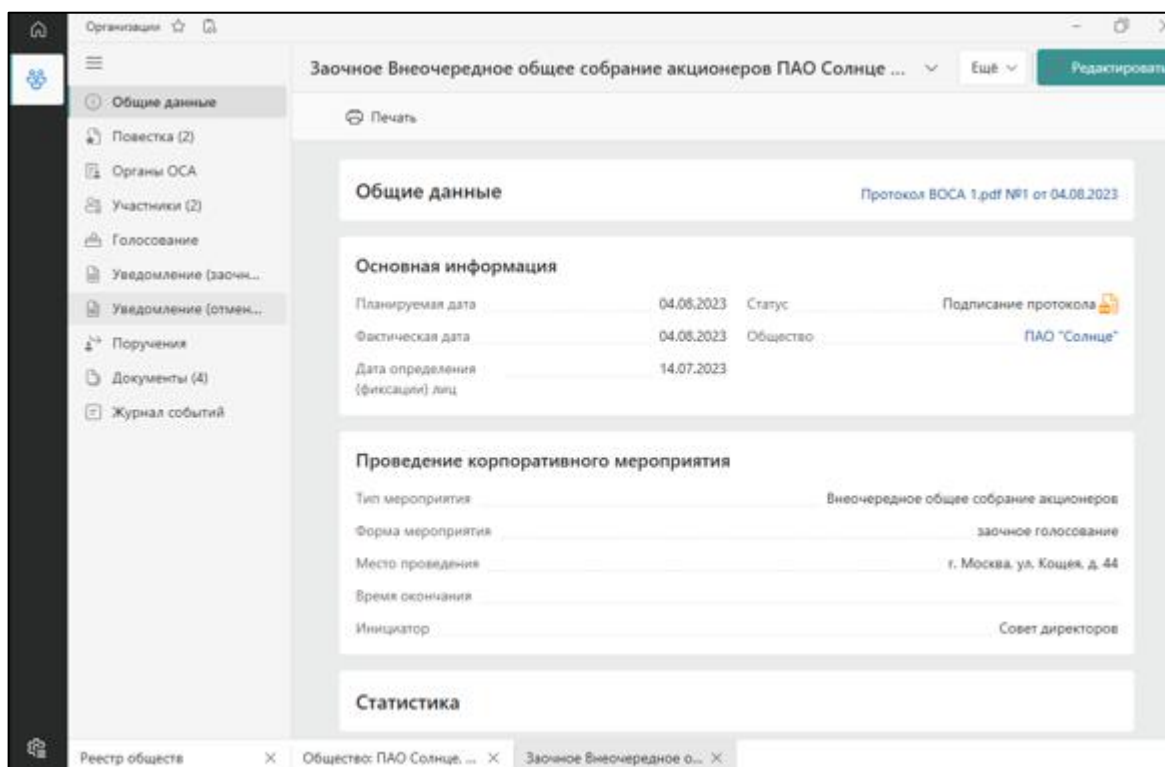 Организации
Заочное Внеочередное общее собрание акционеров ПАО Солнце ...
Ещё
Редактировать
Общие данные
Повестка (2)
Органы ОСА
Участники (2)
Голосование
Уведомление (заочн...
Уведомление (отмен...
Поручения
Документы (4)
Журнал событий
Печать
Общие данные
Протокол ВОСА 1.pdf №1 от 04.08.2023
Основная информация
Планируемая дата 04.08.2023 Статус Подписание протокола
Фактическая дата 04.08.2023 Общество ПАО "Солнце"
Дата определения 14.07.2023
(фиксации) лиц
Проведение корпоративного мероприятия
Тип мероприятия Внеочередное общее собрание акционеров
Форма мероприятия заочное голосование
Место проведения г. Москва, ул. Кощея, д. 44
Время окончания
Инициатор Совет директоров
Статистика
Реестр обществ
Общество: ПАО Солнце, ...
Заочное Внеочередное о...